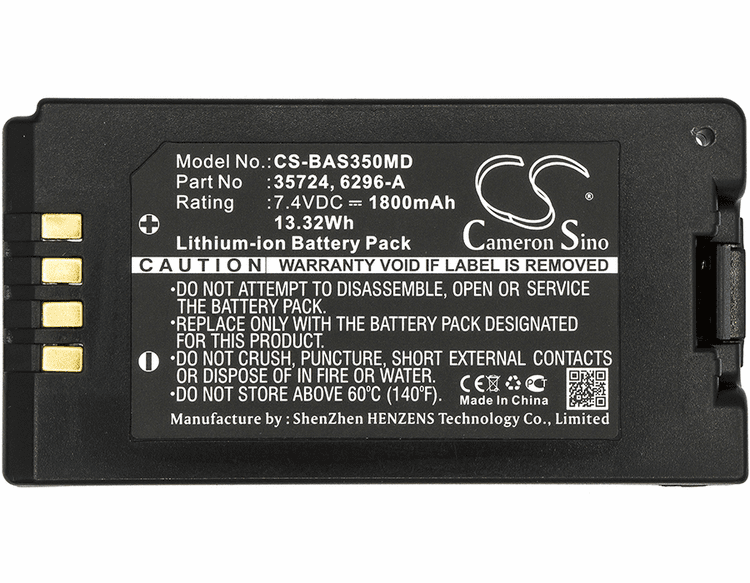 Model No.: CS-BAS350MD
Part No : 35724, 6296-A
Rating : 7.4VDC ⎓ 1800mAh
13.32Wh
Lithium-ion Battery Pack
CS
Cameron Sino
®
CAUTION WARRANTY VOID IF LABEL IS REMOVED
•DO NOT ATTEMPT TO DISASSEMBLE, OPEN OR SERVICE
THE BATTERY PACK.
•REPLACE ONLY WITH THE BATTERY PACK DESIGNATED
FOR THIS PRODUCT.
•DO NOT CRUSH, PUNCTURE, SHORT EXTERNAL CONTACTS
OR DISPOSE OF IN FIRE OR WATER.
•DO NOT STORE ABOVE 60°C (140°F).
CE
Made in China
Manufacture by : ShenZhen HENZENS Technology Co., Limited